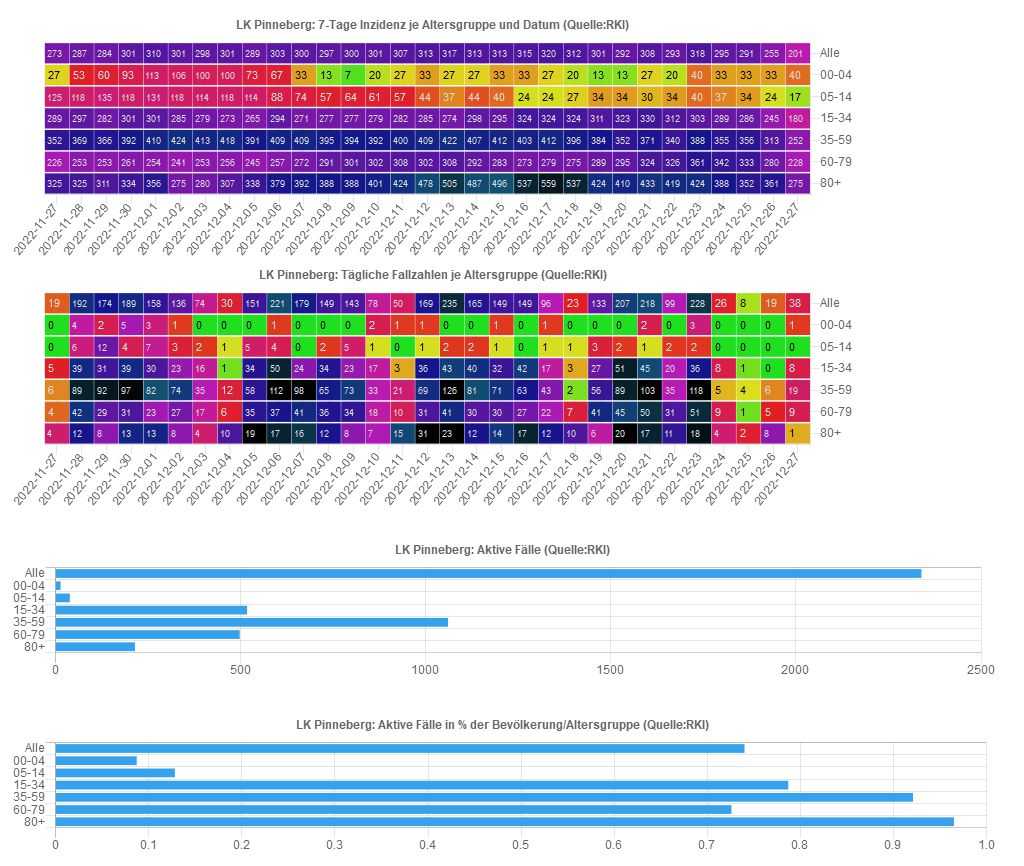 LK Pinneberg: 7-Tage Inzidenz je Altersgruppe und Datum (Quelle:RKI)
273 287 284 310 301 298 301 289 303 297 300 301 307 313 317 313 313 315 320 312 301 292 308 293 318 295 291 255 201 Alle
27 53 60 93 113 106 100 100 73 67 33 13 7 20 27 33 27 27 33 33 27 20 13 13 27 20 40 33 33 33 40 00-04
125 118 135 118 131 118 114 118 114 88 74 57 64 61 57 44 37 44 40 24 24 27 34 34 30 34 40 37 34 24 17 05-14
289 297 282 301 301 285 279 273 265 294 271 277 277 279 282 285 274 298 295 324 324 324 311 323 330 312 303 289 286 245 180 15-34
352 369 366 392 410 424 413 418 391 409 409 395 397 395 400 409 422 407 412 403 412 396 384 352 371 340 388 355 356 313 252 35-59
226 253 253 261 254 241 253 256 245 257 272 291 301 302 308 302 308 292 283 273 279 275 289 295 324 326 361 342 333 280 228 60-79
325 325 311 334 356 275 280 307 338 379 392 388 388 401 424 478 505 487 496 537 559 537 424 410 433 419 424 388 352 361 275 80+
2022-11-27 2022-11-28 2022-11-29 2022-11-30 2022-12-01 2022-12-02 2022-12-03 2022-12-04 2022-12-05 2022-12-06 2022-12-07 2022-12-08 2022-12-09 2022-12-10 2022-12-11 2022-12-12 2022-12-13 2022-12-14 2022-12-15 2022-12-16 2022-12-17 2022-12-18 2022-12-19 2022-12-20 2022-12-21 2022-12-22 2022-12-23 2022-12-24 2022-12-25 2022-12-26 2022-12-27
LK Pinneberg: Tägliche Fallzahlen je Altersgruppe (Quelle:RKI)
19 192 174 189 158 136 74 30 151 221 179 149 143 78 50 169 235 165 149 149 96 23 133 207 218 99 228 26 8 19 38 Alle
0 4 2 5 3 1 0 0 0 1 0 0 0 2 1 1 0 0 1 0 1 0 0 0 2 0 3 0 0 0 1 00-04
0 6 12 4 7 3 2 1 5 4 0 2 5 1 0 1 2 2 1 0 1 1 3 2 1 2 2 0 0 0 0 05-14
5 39 31 39 30 23 16 1 34 50 24 34 23 17 3 36 43 40 32 42 17 3 27 51 45 20 36 8 1 0 8 15-34
6 89 92 97 82 74 35 12 58 112 98 65 73 33 21 69 126 81 71 63 43 2 56 89 103 35 118 5 4 6 19 35-59
4 42 29 31 23 27 17 6 35 37 41 36 34 18 10 31 41 30 30 27 22 7 41 45 50 31 51 9 1 5 9 60-79
4 12 8 13 13 8 4 10 19 17 16 12 8 7 15 31 23 12 14 17 12 10 6 20 17 11 18 4 2 8 1 80+
2022-11-27 2022-11-28 2022-11-29 2022-11-30 2022-12-01 2022-12-02 2022-12-03 2022-12-04 2022-12-05 2022-12-06 2022-12-07 2022-12-08 2022-12-09 2022-12-10 2022-12-11 2022-12-12 2022-12-13 2022-12-14 2022-12-15 2022-12-16 2022-12-17 2022-12-18 2022-12-19 2022-12-20 2022-12-21 2022-12-22 2022-12-23 2022-12-24 2022-12-25 2022-12-26 2022-12-27
LK Pinneberg: Aktive Fälle (Quelle:RKI)
Alle
00-04
05-14
15-34
35-59
60-79
80+
0 500 1000 1500 2000 2500
LK Pinneberg: Aktive Fälle in % der Bevölkerung/Altersgruppe (Quelle:RKI)
Alle
00-04
05-14
15-34
35-59
60-79
80+
0 0.1 0.2 0.3 0.4 0.5 0.6 0.7 0.8 0.9 1.0